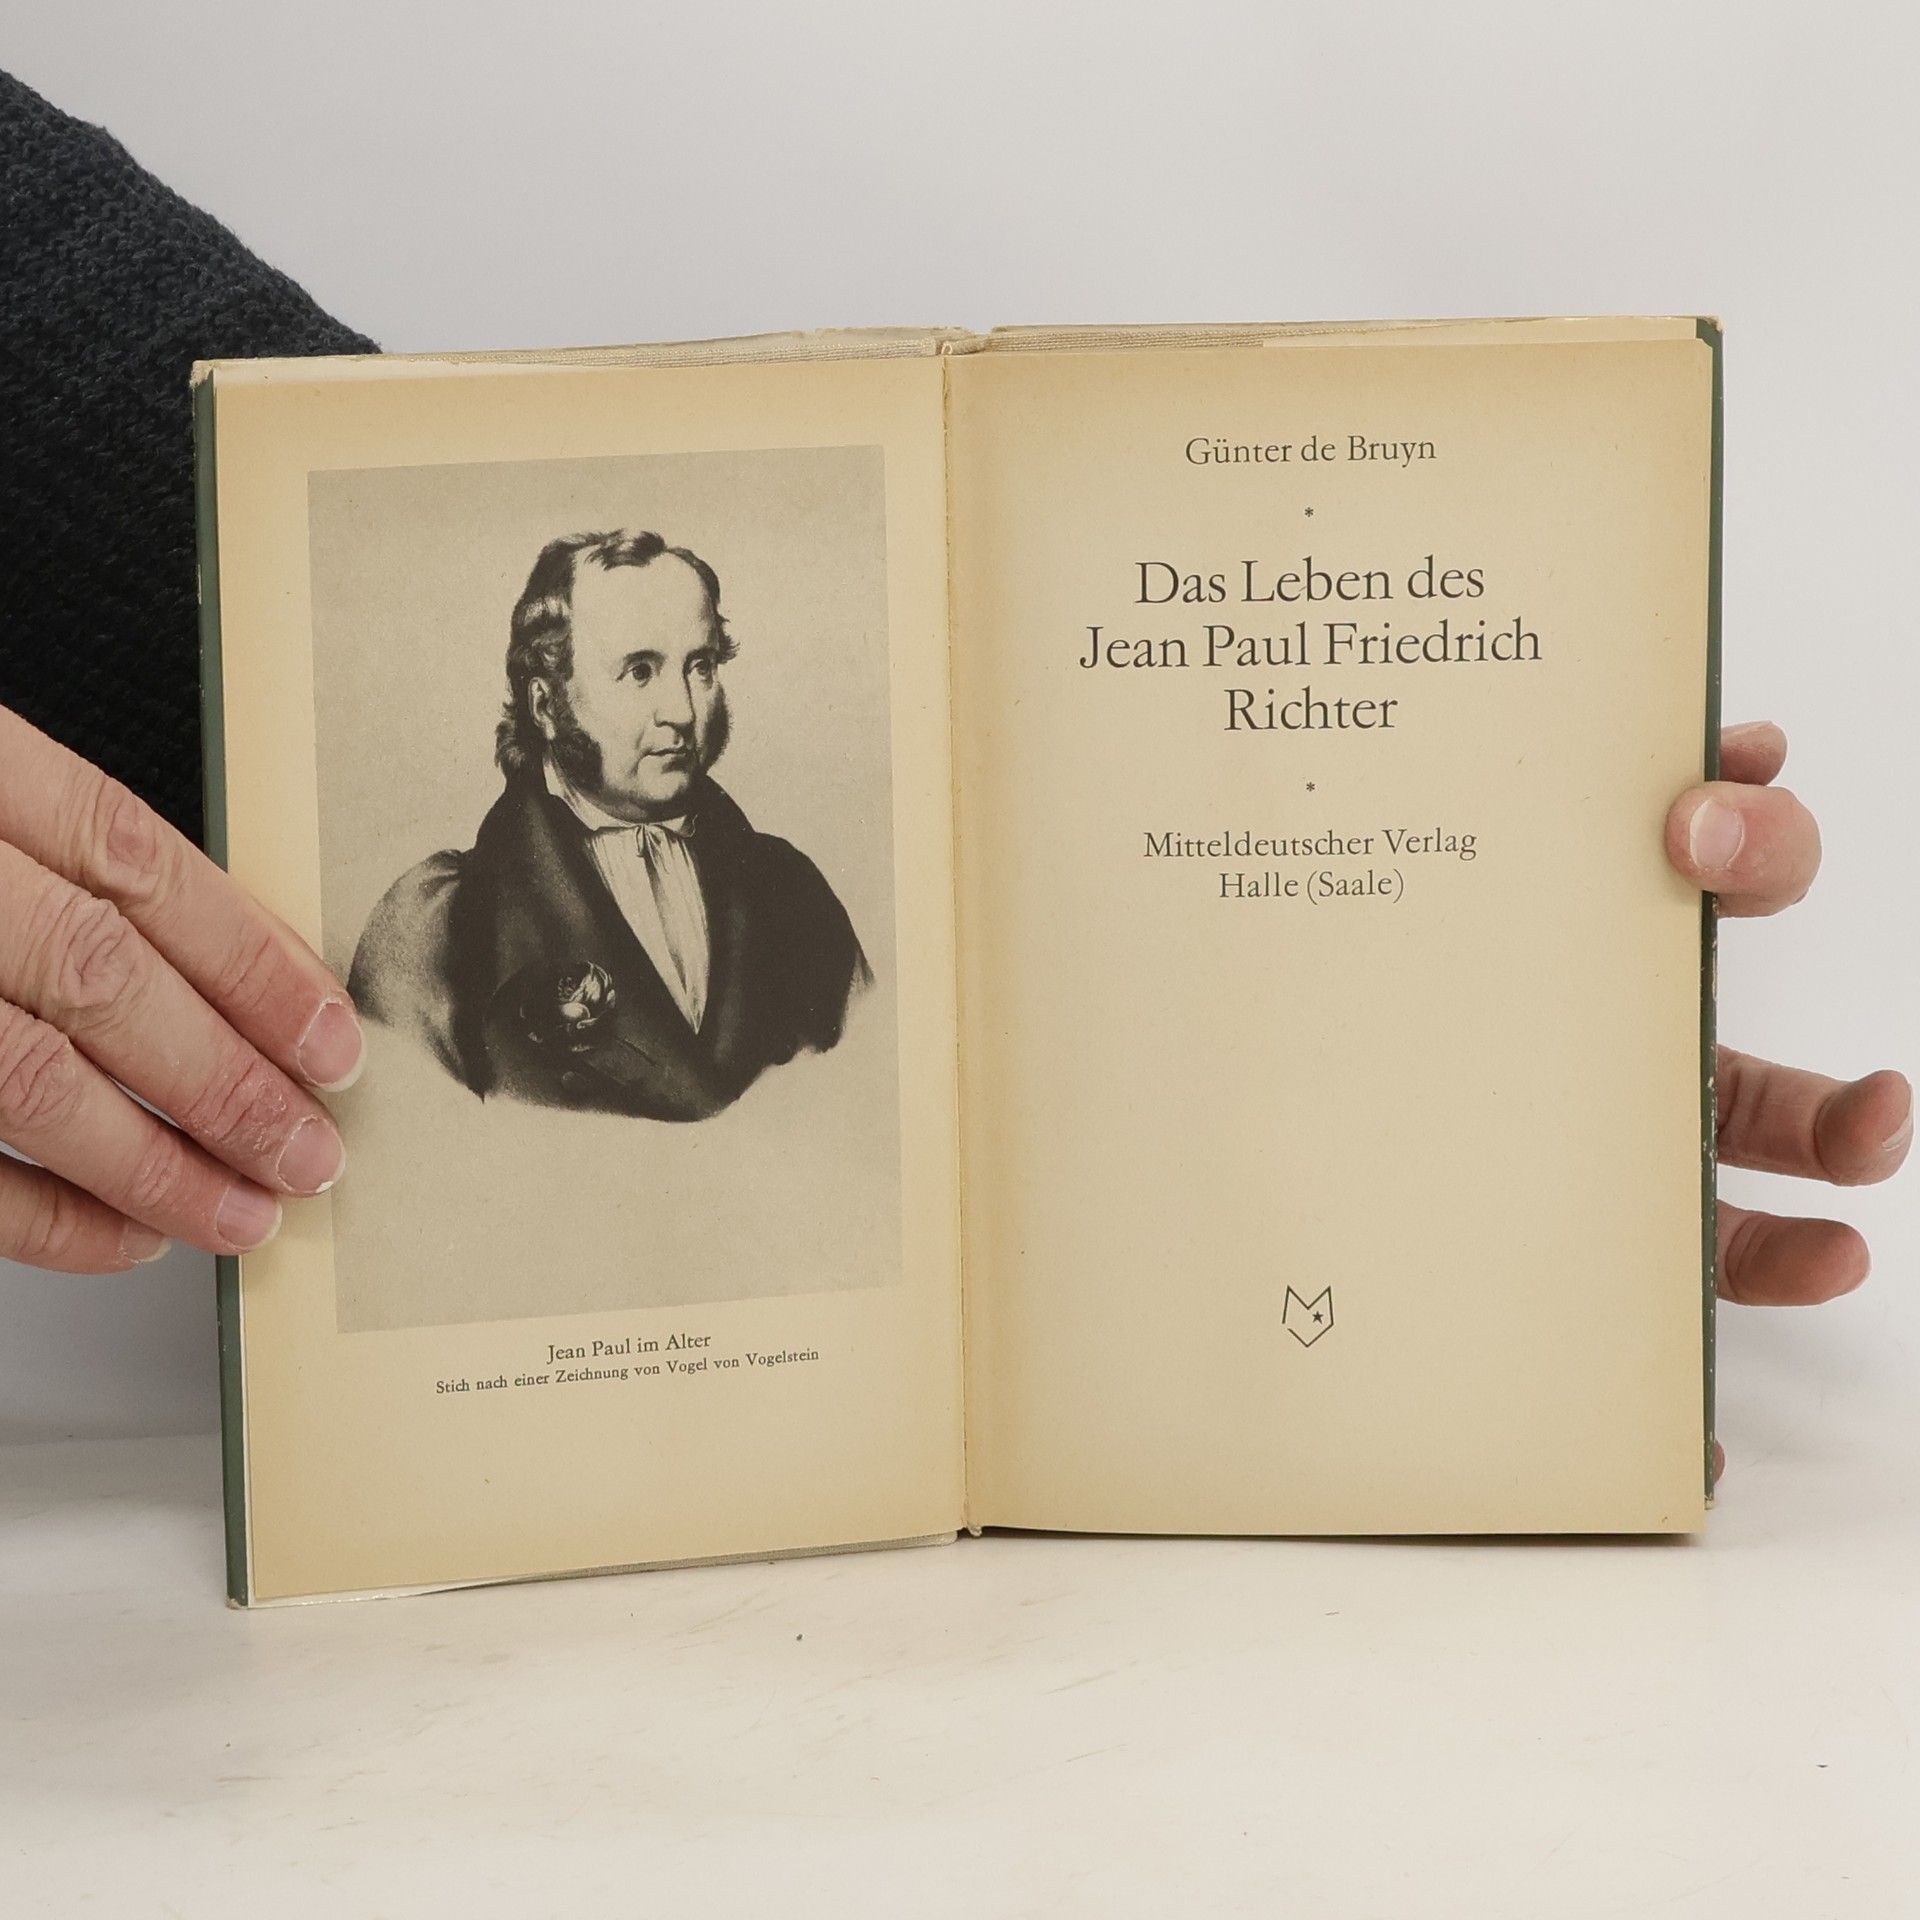 Jean Paul im Alter
Stich nach einer Zeichnung von Vogel von Vogelstein
Günter de Bruyn
*
Das Leben des
Jean Paul Friedrich
Richter
*
Mitteldeutscher Verlag
Halle (Saale)